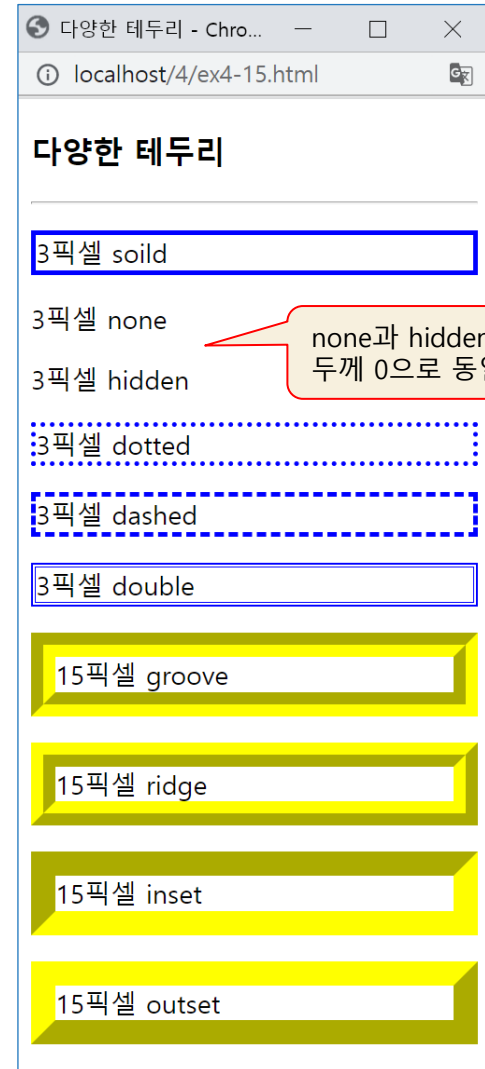 다양한 테두리 - Chro...
localhost/4/ex4-15.html
다양한 테두리
3픽셀 soild
3픽셀 none
none과 hidden
두께 0으로
3픽셀 hidden
3픽셀 dotted
3픽셀 dashed
3픽셀 double
15픽셀 groove
15픽셀 ridge
15픽셀 inset
15픽셀 outset